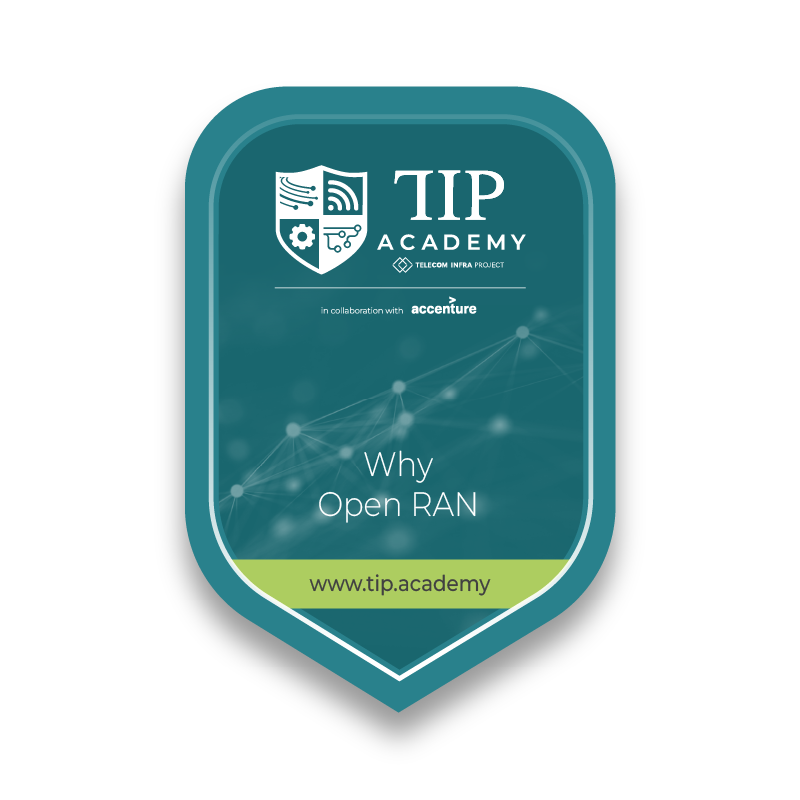 TIP
ACADEMY
TELECOM INFRA PROJECT
in collaboration with accenture
Why
Open RAN
www.tip.academy